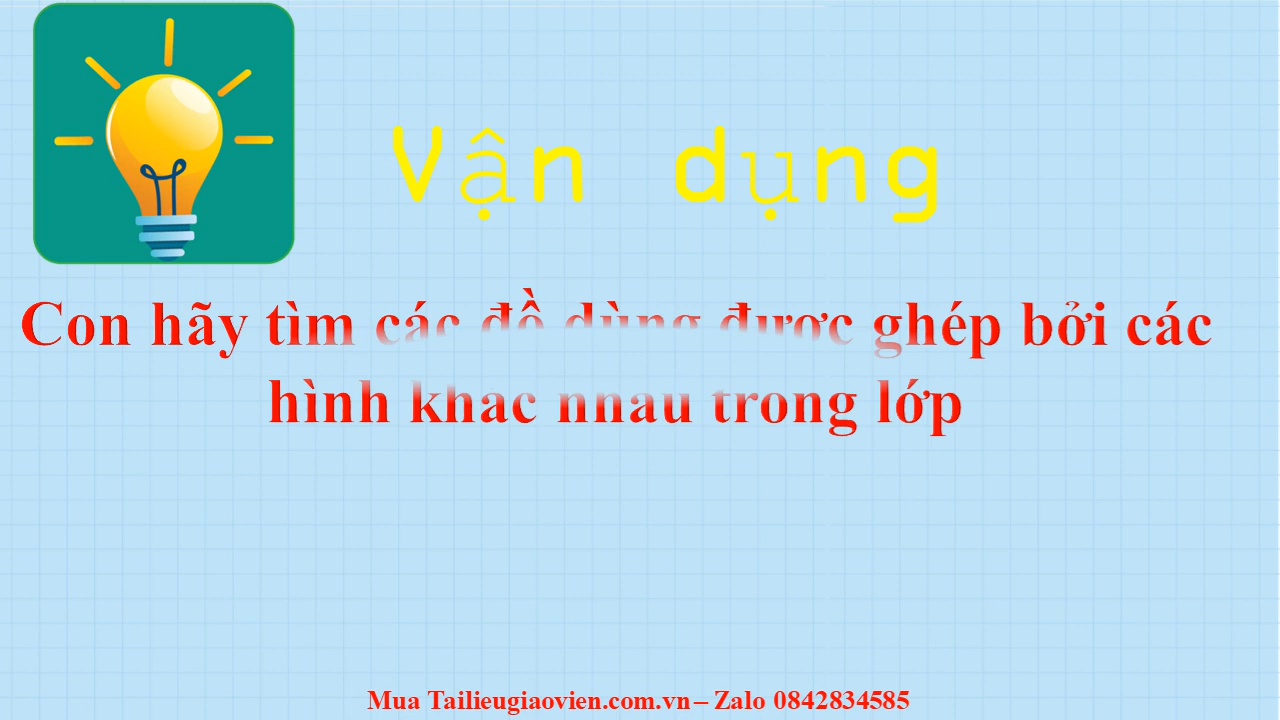 Vận dụng
Con hãy tìm các đồ dùng được ghép bởi các
hình khác nhau trong lớp
Mua Tailieugiaovien.com.vn – Zalo 0842834585